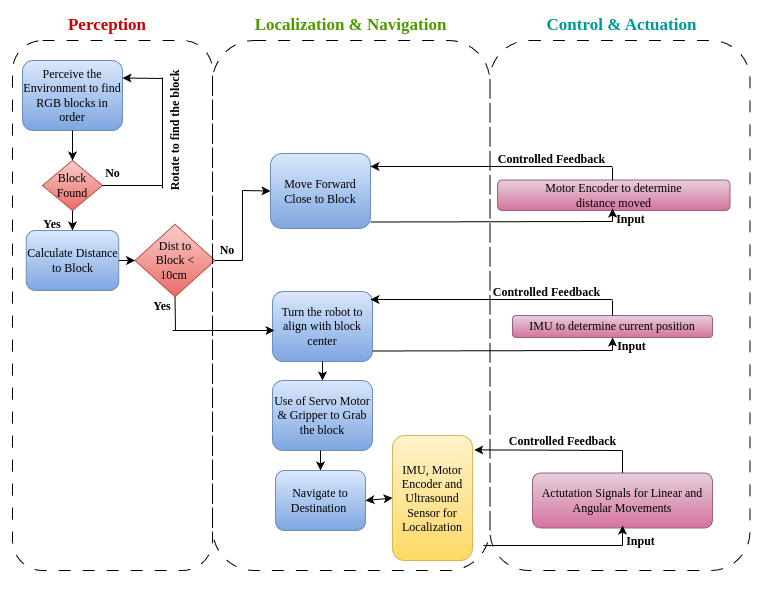 Perception
Localization & Navigation
Control & Actuation
Perceive the
Environment to find
RGB blocks in
order
Rotate to find the block
Block
Found
No
Yes
Calculate Distance
to Block
Dist to
Block <
10cm
No
Yes
Move Forward
Close to Block
Controlled Feedback
Motor Encoder to determine
distance moved
Input
Turn the robot to
align with block
center
Controlled Feedback
IMU to determine current position
Input
Use of Servo Motor
& Gripper to Grab
the block
Navigate to
Destination
IMU, Motor
Encoder and
Ultrasound
Sensor for
Localization
Controlled Feedback
Actutation Signals for Linear and
Angular Movements
Input